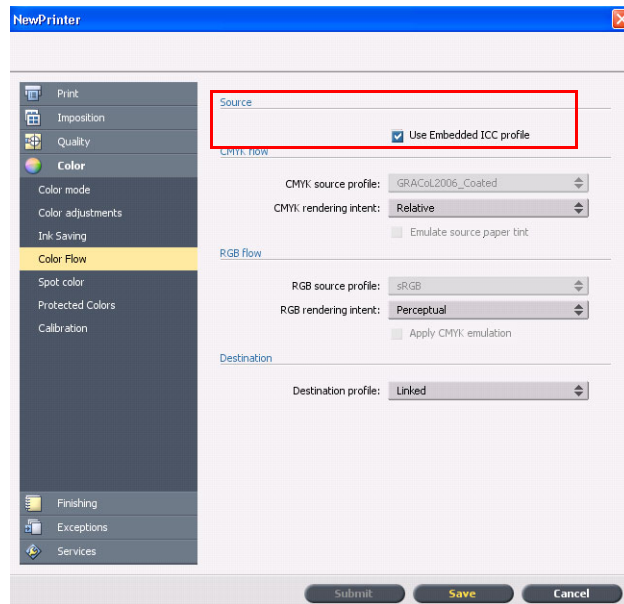 NewPrinter
Print
Imposition
Quality
Color
Color mode
Color adjustments
Ink Saving
Color Flow
Spot color
Protected Colors
Calibration
Finishing
Exceptions
Services
Source
Use Embedded ICC profile
CMYK flow
CMYK source profile: GRACoL2006_Coated
CMYK rendering intent: Relative
Emulate source paper tint
RGB flow
RGB source profile: sRGB
RGB rendering intent: Perceptual
Apply CMYK emulation
Destination
Destination profile: Linked
Submit Save Cancel